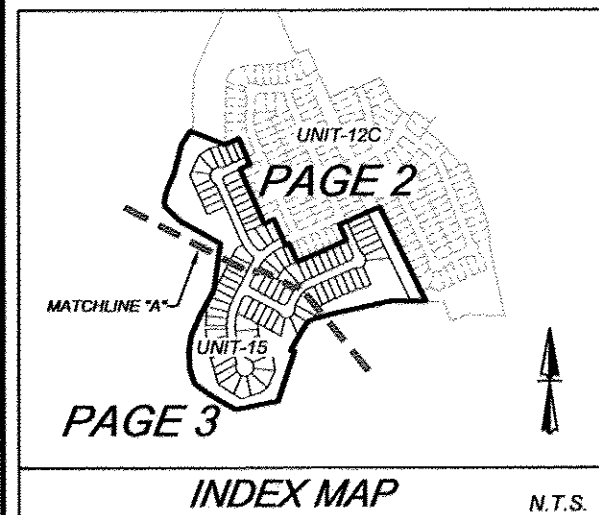 UNIT-12C
PAGE 2
MATCHLINE "A"
UNIT-15
PAGE 3
INDEX MAP
N.T.S.